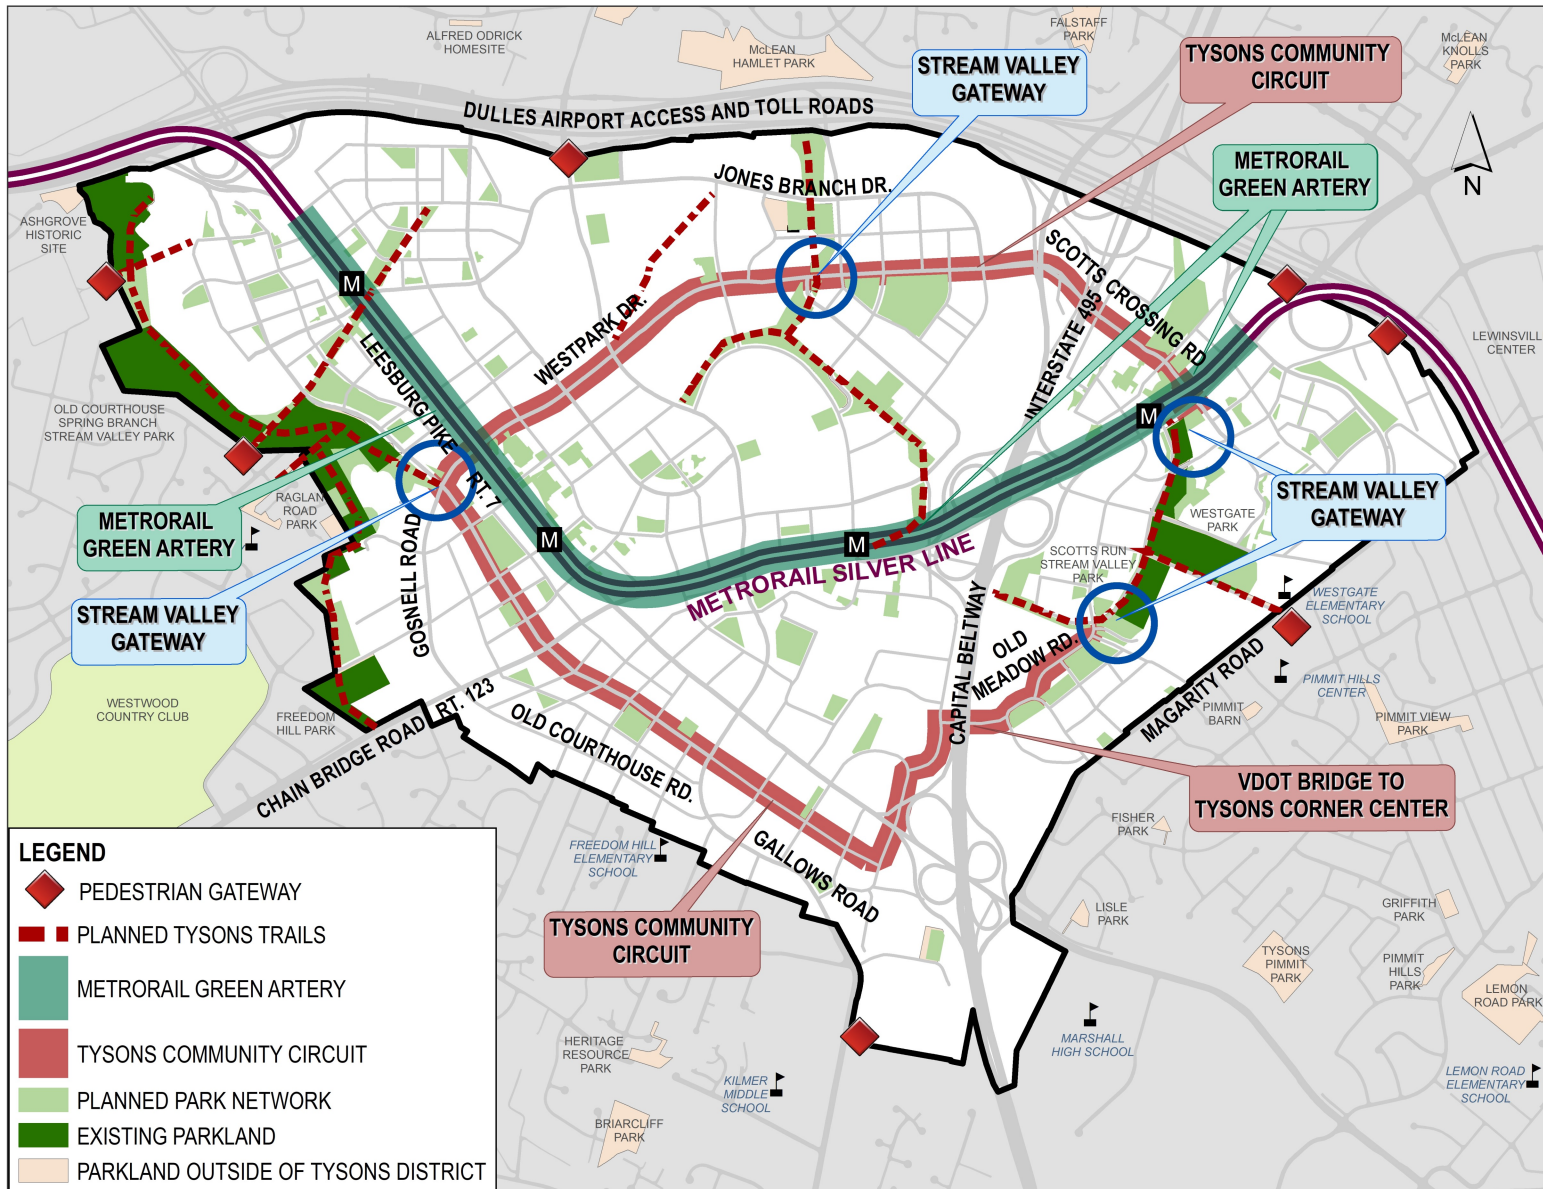 ALFRED ODRICK
HOMESITE
McLEAN
HAMLET PARK
FALSTAFF
PARK
McLEAN
KNOLLS
PARK
STREAM VALLEY
GATEWAY
TYSONS COMMUNITY
CIRCUIT
DULLES AIRPORT ACCESS AND TOLL ROADS
METRORAIL
GREEN ARTERY
N
JONES BRANCH DR.
ASHGROVE
HISTORIC
SITE
SCOTTS CROSSING RD
M
WESTPARK DR.
INTERSTATE 495
LEESBURG PIKE
RT. 7
LEWINSVILL
CENTER
OLD COURTHOUSE
SPRING BRANCH
STREAM VALLEY PARK
M
RAGLAN
ROAD
PARK
METRORAIL
GREEN ARTERY
STREAM VALLEY
GATEWAY
WESTGATE
PARK
M
M
METRORAIL SILVER LINE
SCOTTS RUN
STREAM VALLEY
PARK
GOSNELL ROAD
STREAM VALLEY
GATEWAY
WESTGATE
ELEMENTARY
SCHOOL
OLD
MEADOW RD.
CAPITAL BELTWAY
MAGARITY ROAD
PIMMIT HILLS
CENTER
PIMMIT
BARN
PIMMIT VIEW
PARK
WESTWOOD
COUNTRY CLUB
FREEDOM
HILL PARK
CHAIN BRIDGE ROAD
RT. 123
OLD COURTHOUSE RD.
VDOT BRIDGE TO
TYSONS CORNER CENTER
FISHER
PARK
FREEDOM HILL
ELEMENTARY
SCHOOL
GALLOWS ROAD
TYSONS COMMUNITY
CIRCUIT
LISLE
PARK
GRIFFITH
PARK
TYSONS
PIMMIT
PARK
PIMMIT
HILLS
PARK
LEMON
ROAD PARK
HERITAGE
RESOURCE
PARK
MARSHALL
HIGH SCHOOL
KILMER
MIDDLE
SCHOOL
LEMON ROAD
ELEMENTARY
SCHOOL
BRIARCLIFF
PARK
LEGEND
PEDESTRIAN GATEWAY
PLANNED TYSONS TRAILS
METRORAIL GREEN ARTERY
TYSONS COMMUNITY CIRCUIT
PLANNED PARK NETWORK
EXISTING PARKLAND
PARKLAND OUTSIDE OF TYSONS DISTRICT